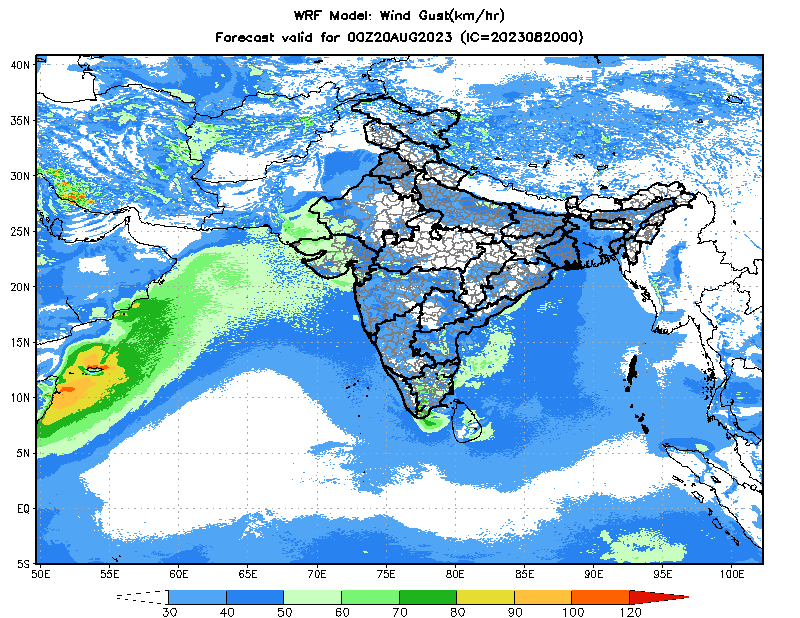 WRF Model: Wind Gust(km/hr)
Forecast valid for 00Z20AUG2023 (IC=2023082000)
40N
35N
30N
25N
20N
15N
10N
5N
EQ
5S
50E 55E 60E 65E 70E 75E 80E 85E 90E 95E 100E
30 40 50 60 70 80 90 100 120